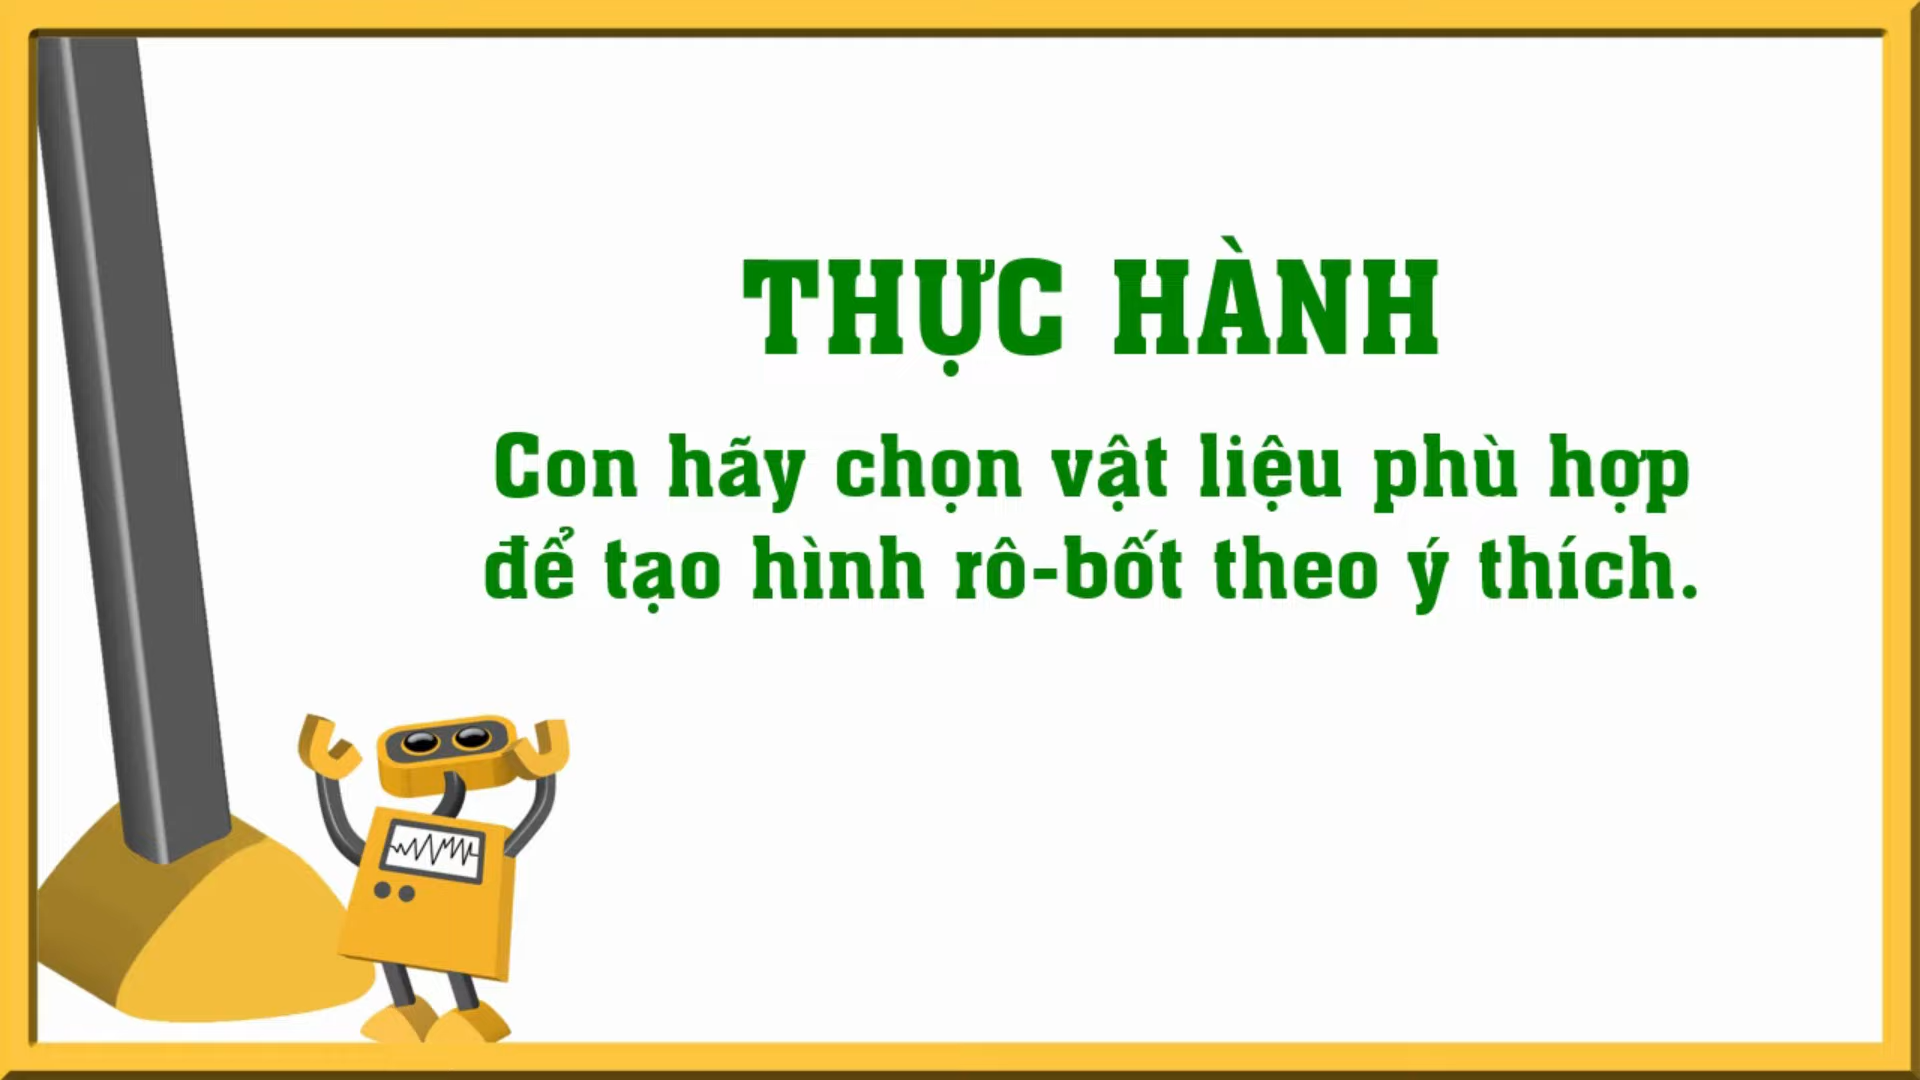 THỰC HÀNH
Con hãy chọn vật liệu phù hợp
để tạo hình rô-bốt theo ý thích.